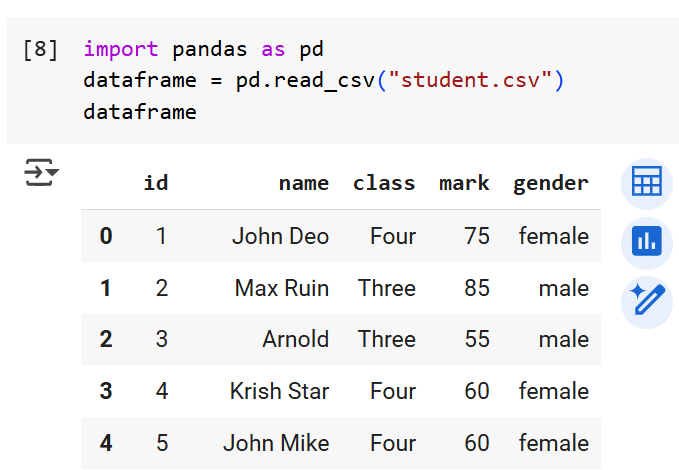 [8] import pandas as pd
dataframe = pd.read_csv("student.csv")
dataframe
id name class mark gender
0 1 John Deo Four 75 female
1 2 Max Ruin Three 85 male
2 3 Arnold Three 55 male
3 4 Krish Star Four 60 female
4 5 John Mike Four 60 female